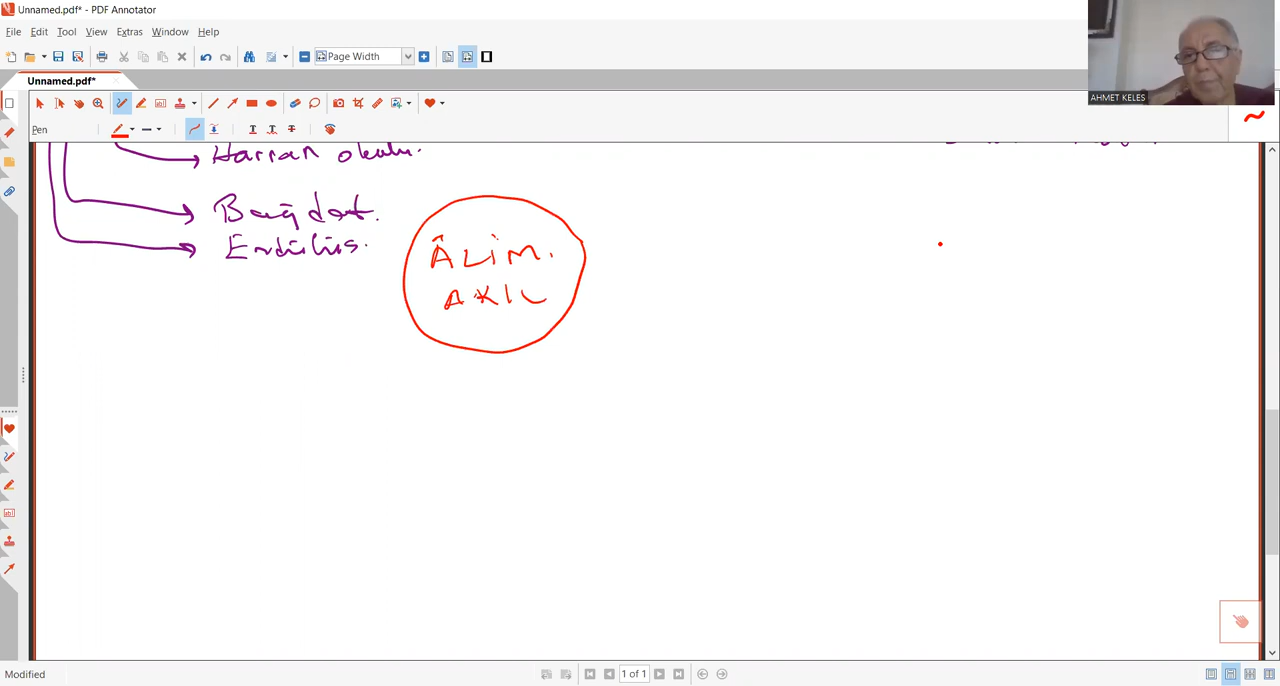 Unnamed.pdf* - PDF Annotator
File Edit Tool View Extras Window Help
Page Width
Unnamed.pdf*
Pen
AHMET KELES
Harran okulu.
Bağdat.
Endülüs.
ÂLİM.
AKIL
1 of 1
Modified